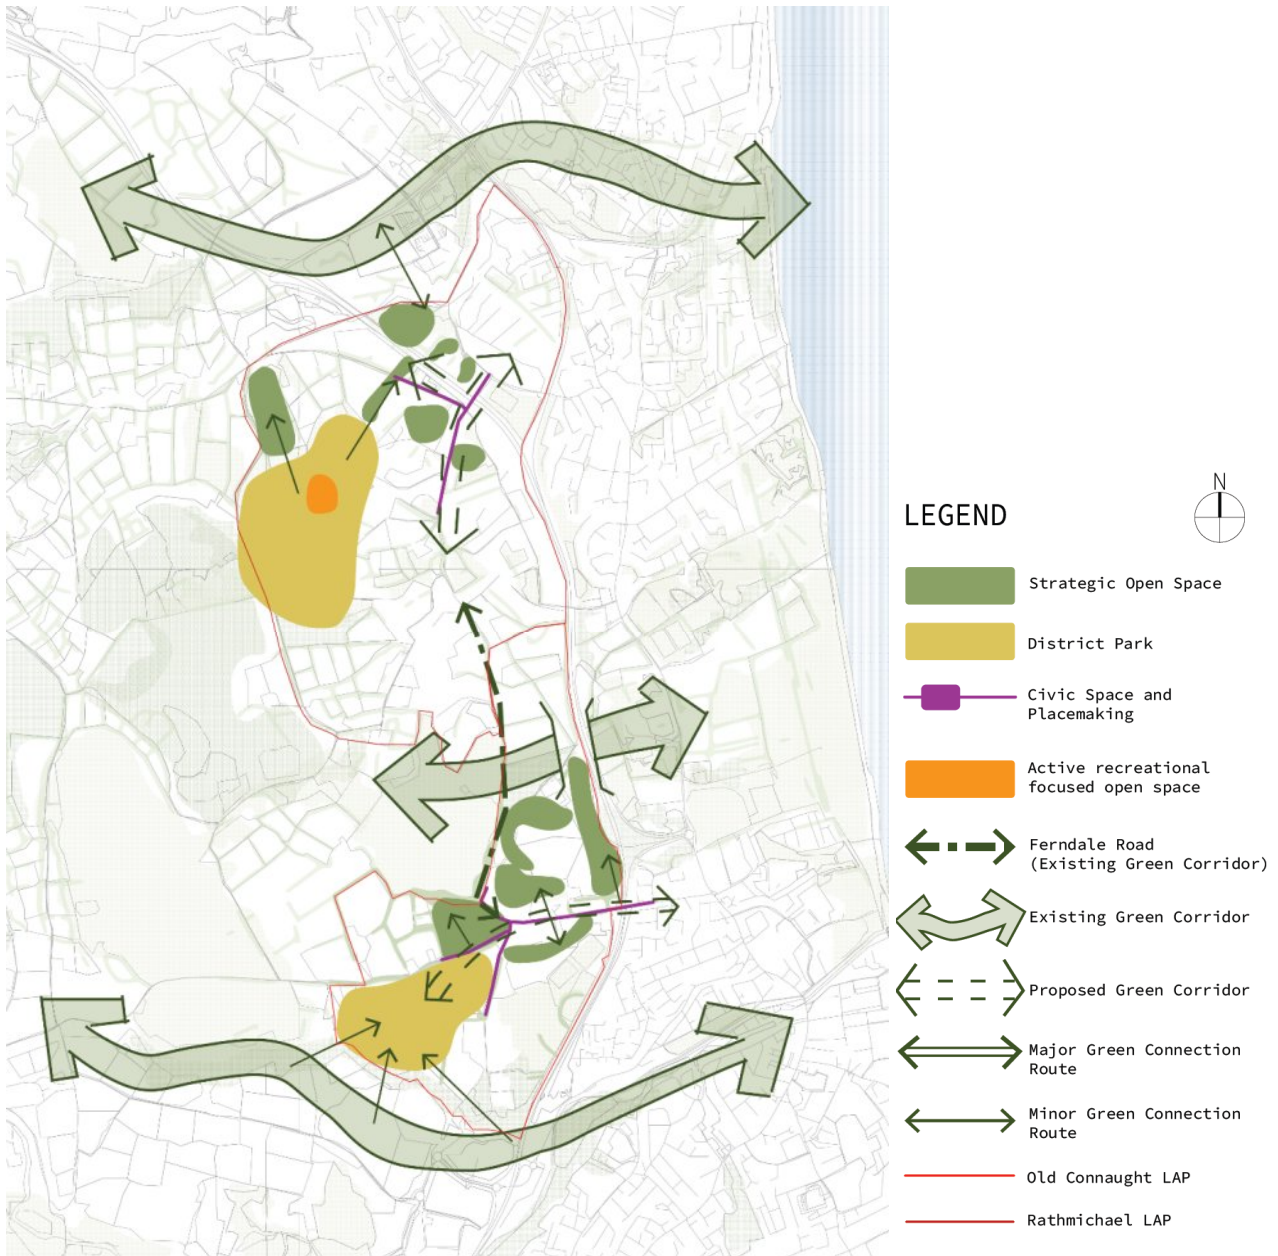 N
LEGEND
Strategic Open Space
District Park
Civic Space and
Placemaking
Active recreational
focused open space
Ferndale Road
(Existing Green Corridor)
Existing Green Corridor
Proposed Green Corridor
Major Green Connection
Route
Minor Green Connection
Route
Old Connaught LAP
Rathmichael LAP